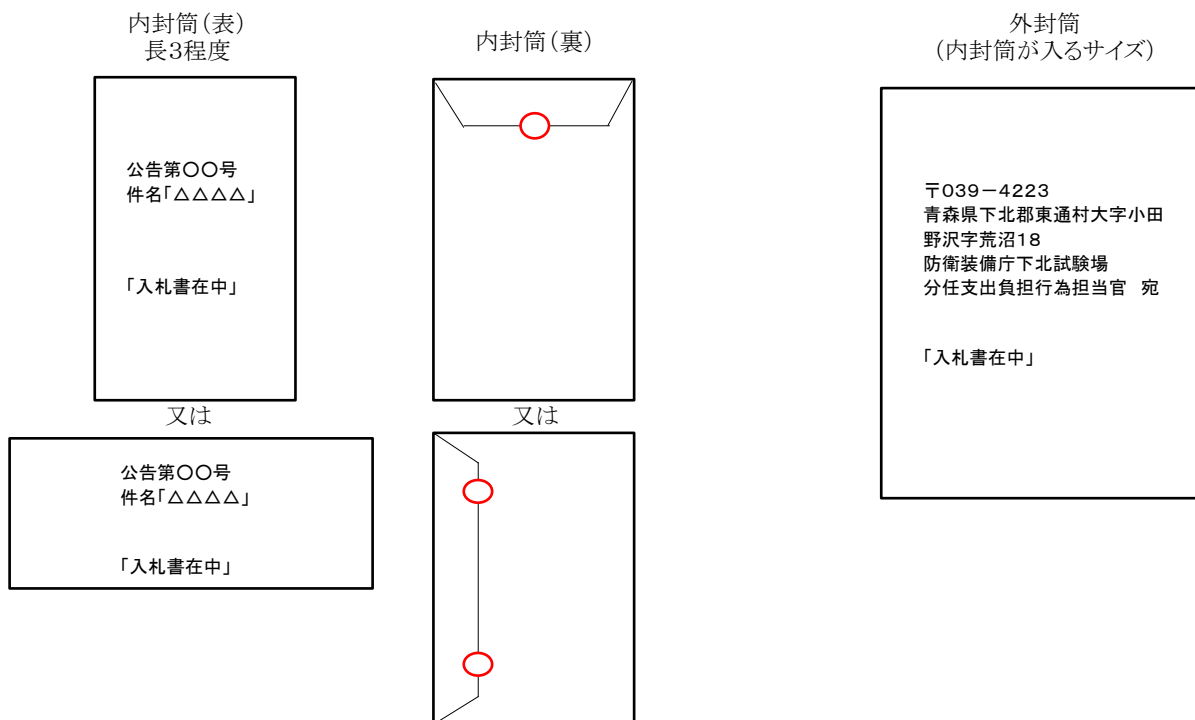 内封筒(表)
長3程度
公告第〇〇号
件名「△△△△」
「入札書在中」
又は
公告第〇〇号
件名「△△△△」
「入札書在中」
内封筒(裏)
又は
外封筒
(内封筒が入るサイズ)
〒039-4223
青森県下北郡東通村大字小田
野沢字荒沼18
防衛装備庁下北試験場
分任支出負担行為担当官　宛
「入札書在中」